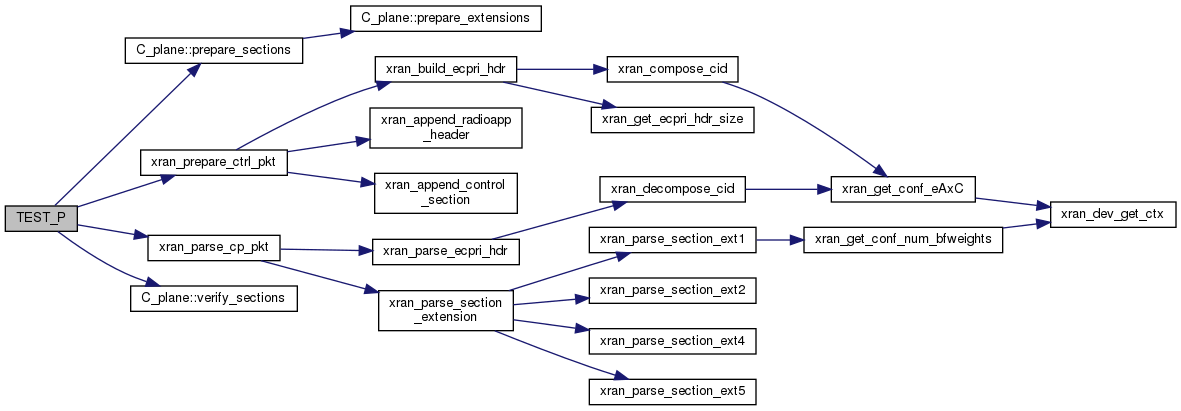 TEST_P
C_plane::prepare_sections
C_plane::prepare_extensions
xran_prepare_ctrl_pkt
xran_build_ecpri_hdr
xran_compose_cid
xran_get_ecpri_hdr_size
xran_append_radioapp
_header
xran_append_control
_section
xran_parse_cp_pkt
xran_parse_ecpri_hdr
xran_decompose_cid
xran_get_conf_eAxC
xran_dev_get_ctx
xran_parse_section
_extension
xran_parse_section_ext1
xran_get_conf_num_bfweights
xran_parse_section_ext2
xran_parse_section_ext4
xran_parse_section_ext5
C_plane::verify_sections